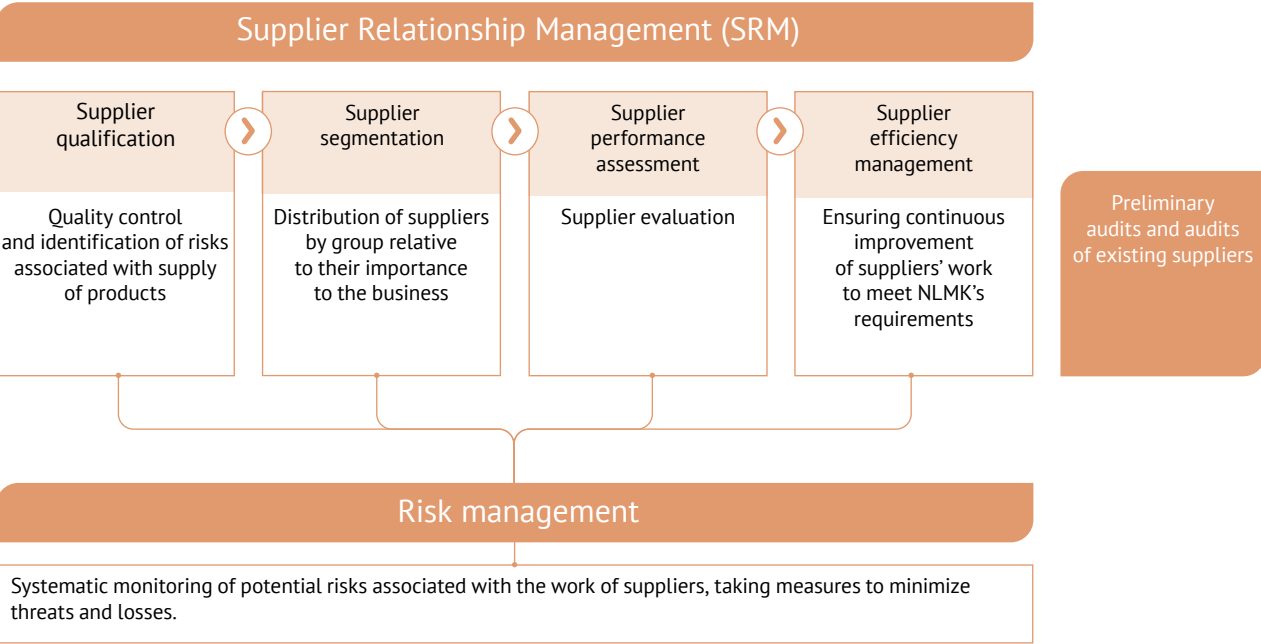 Supplier Relationship Management (SRM)
Supplier
qualification
Quality control
and identification of risks
associated with supply
of products
Supplier
segmentation
Distribution of suppliers
by group relative
to their importance
to the business
Supplier
performance
assessment
Supplier evaluation
Supplier
efficiency
management
Ensuring continuous
improvement
of suppliers’ work
to meet NLMK’s
requirements
Preliminary
audits and audits
of existing suppliers
Risk management
Systematic monitoring of potential risks associated with the work of suppliers, taking measures to minimize
threats and losses.